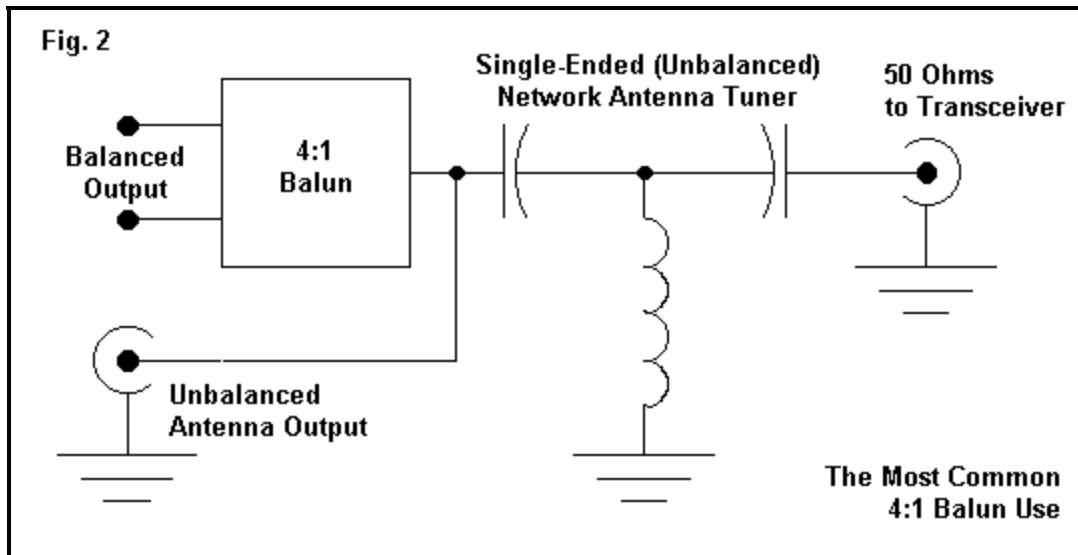 Fig. 2
Single-Ended (Unbalanced)
Network Antenna Tuner
50 Ohms
to Transceiver
Balanced
Output
4:1
Balun
Unbalanced
Antenna Output
The Most Common
4:1 Balun Use